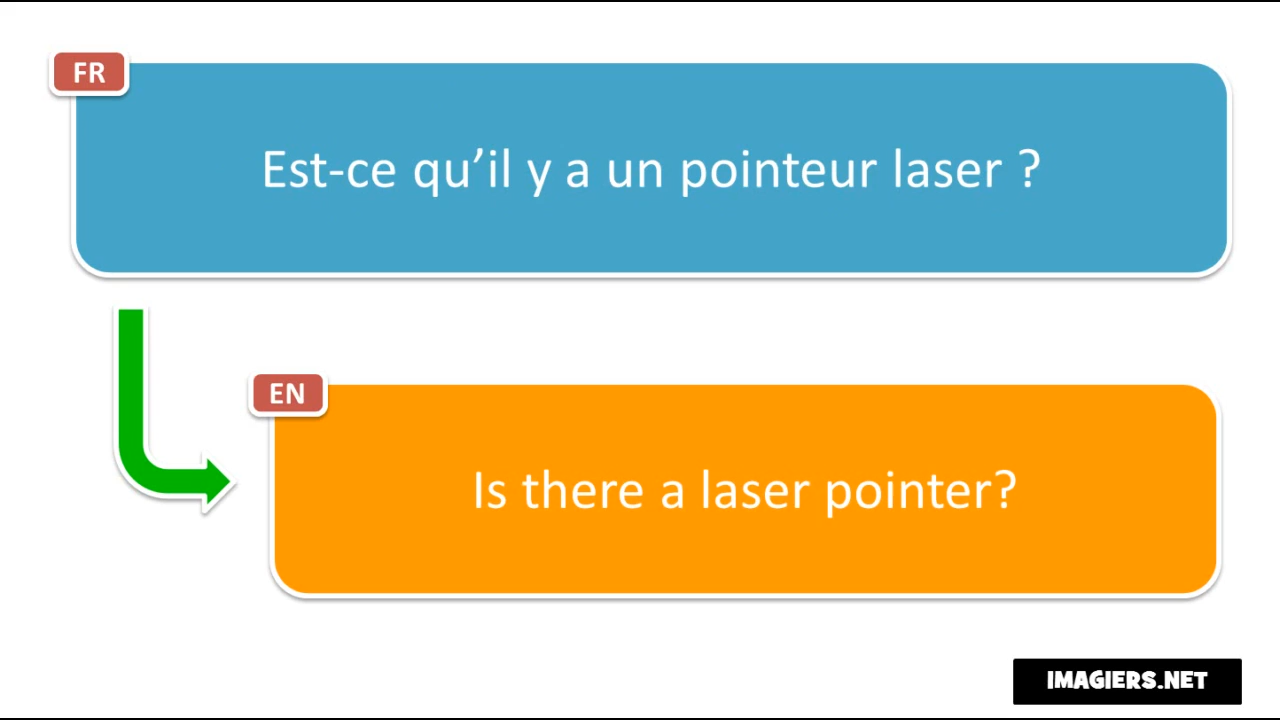 FR
Est-ce qu’il y a un pointeur laser ?
EN
Is there a laser pointer?
IMAGIERS.NET